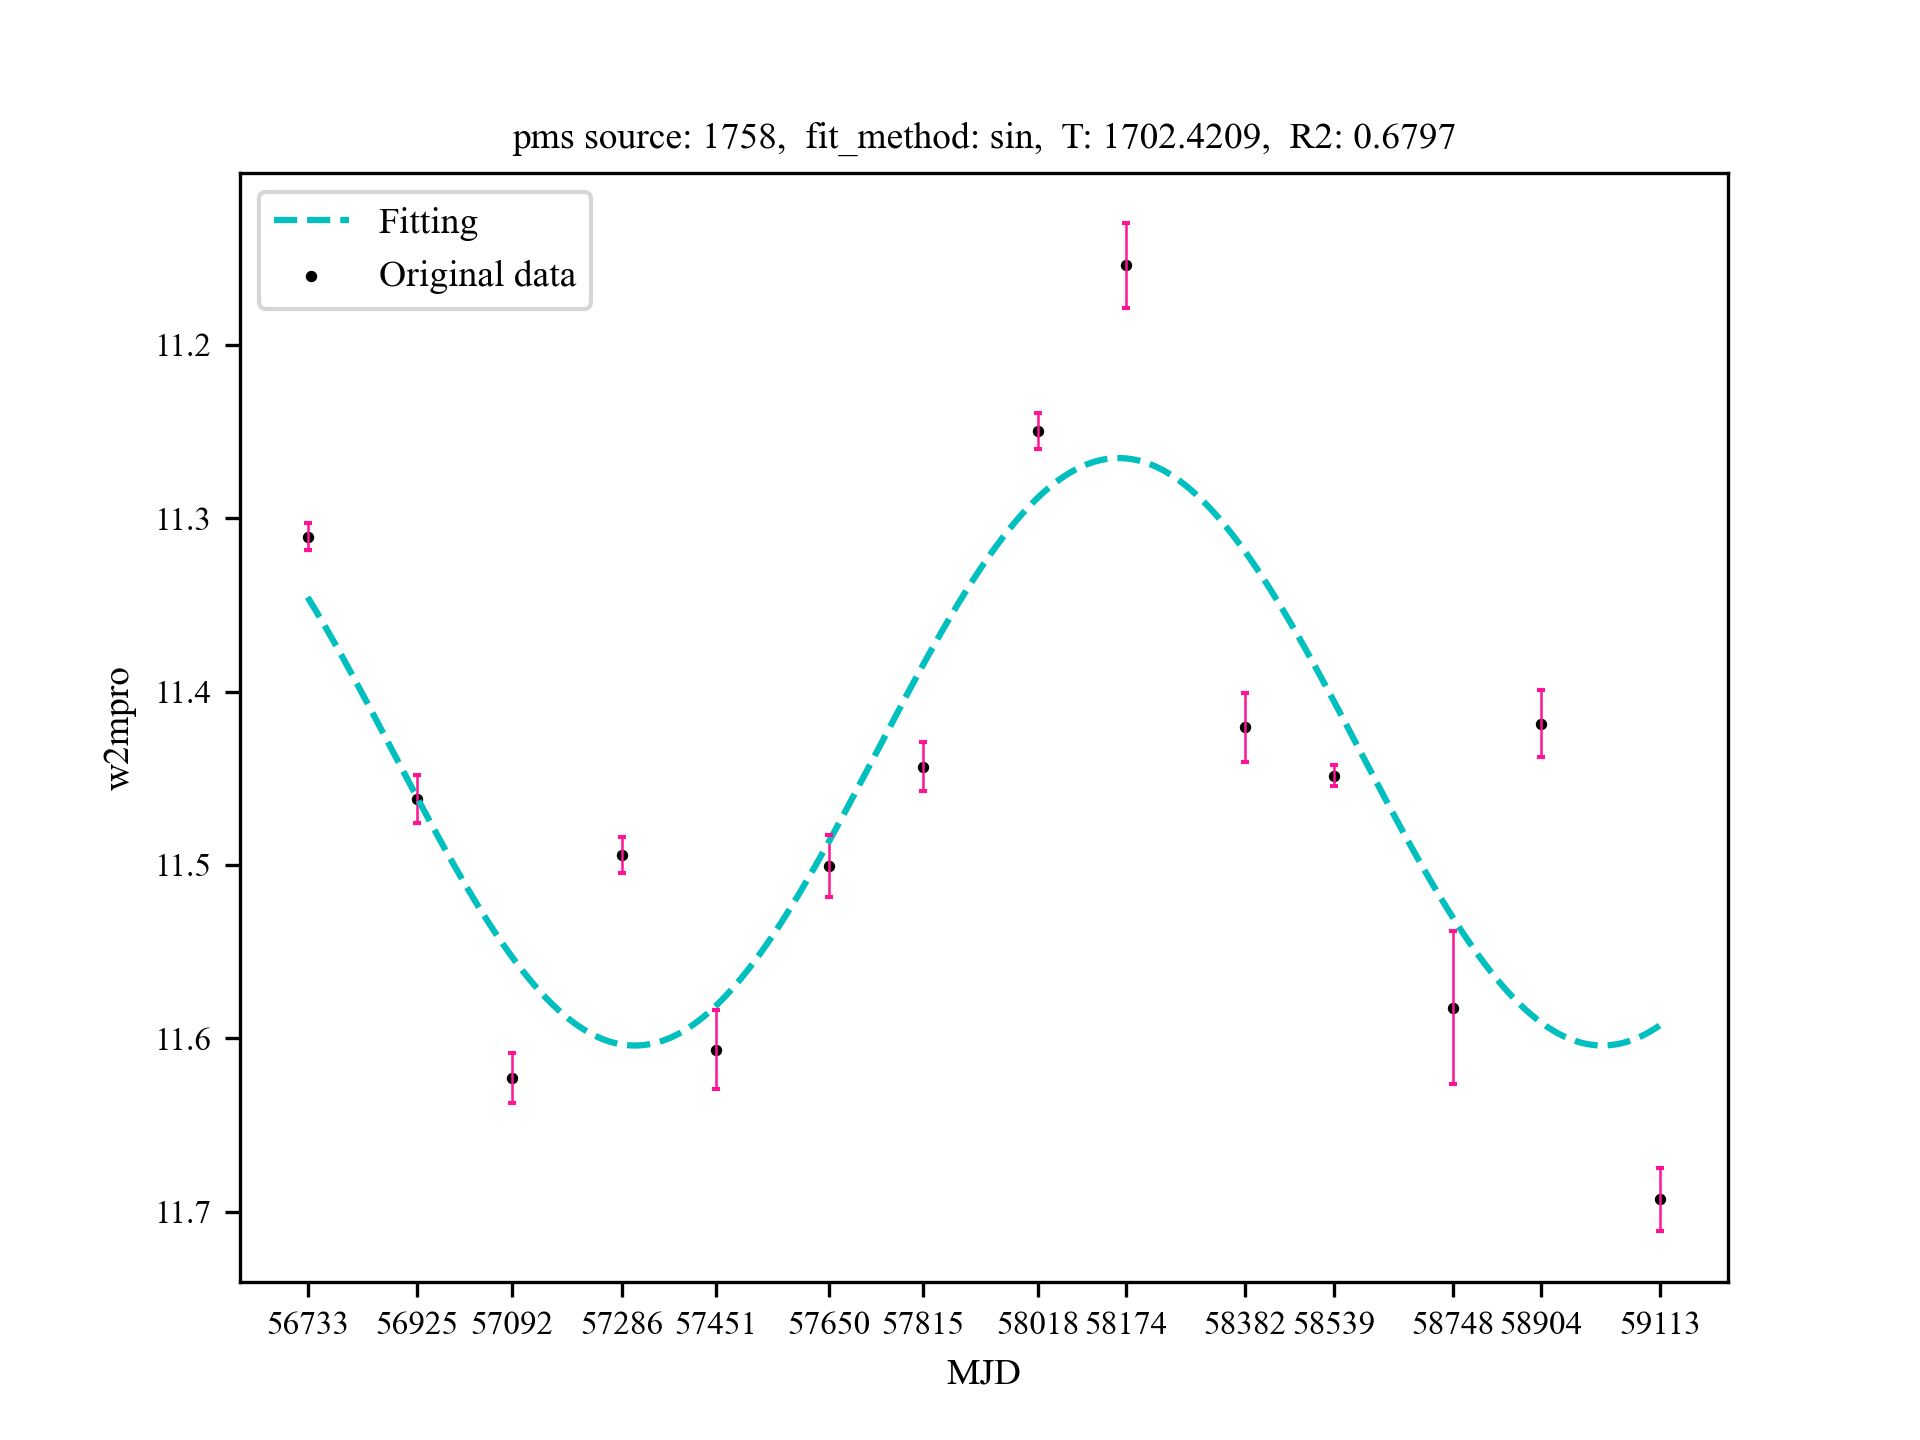 pms source: 1758,  fit_method: sin,  T: 1702.4209,  R2: 0.6797
Fitting
Original data
11.2
11.3
11.4
11.5
11.6
11.7
w2mpro
56733 56925 57092 57286 57451 57650 57815 58018 58174 58382 58539 58748 58904 59113
MJD